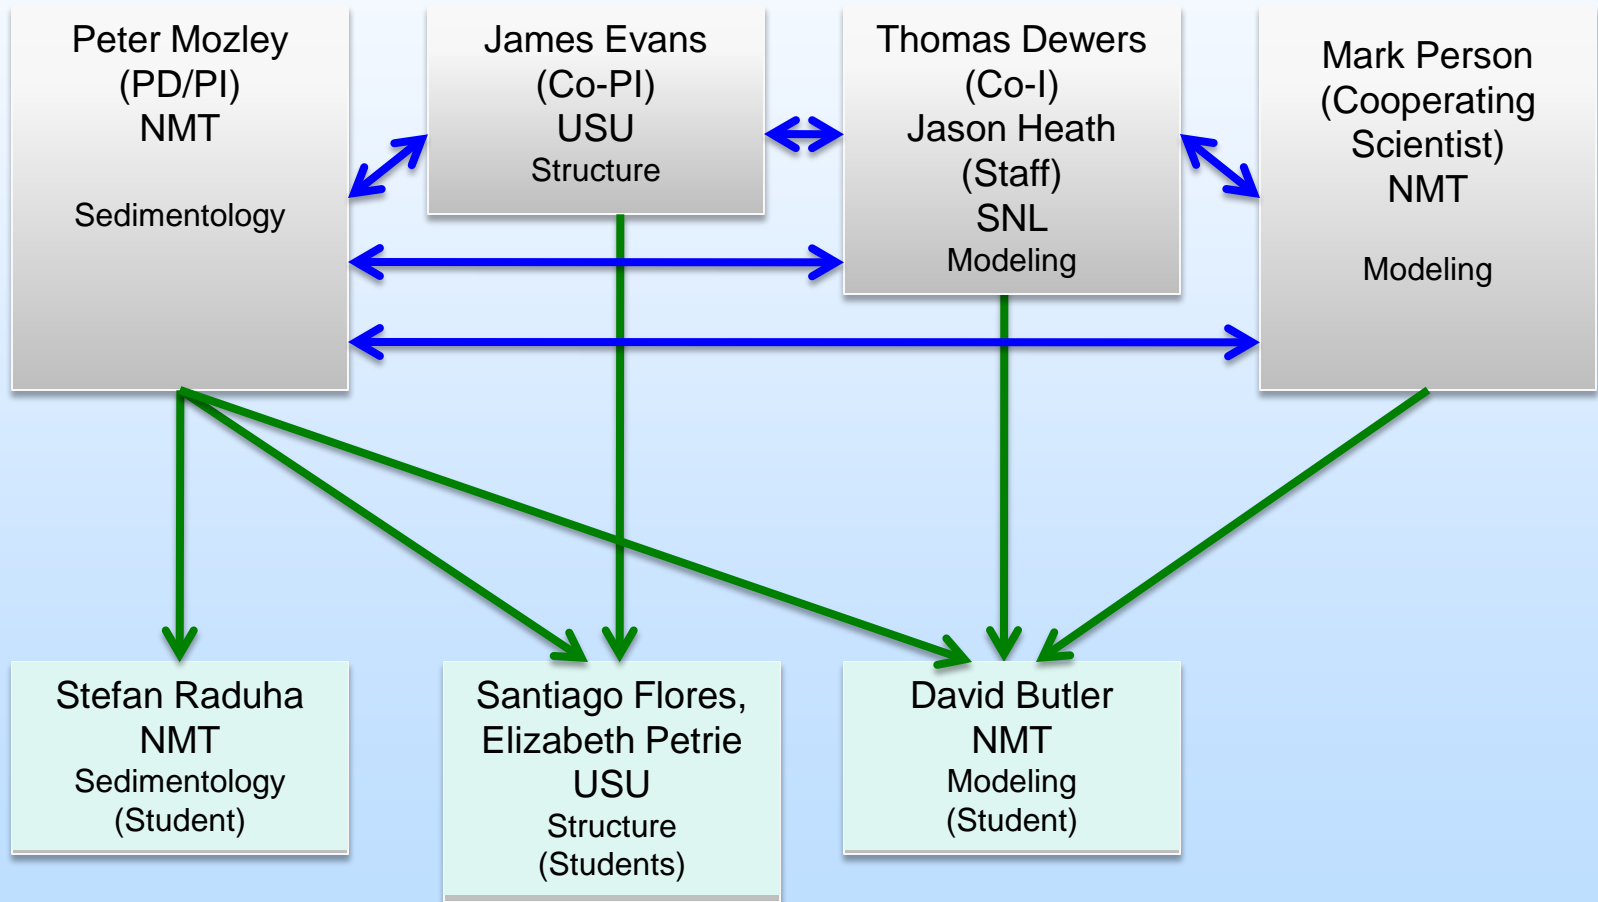 Peter Mozley
(PD/PI)
NMT
Sedimentology
James Evans
(Co-PI)
USU
Structure
Thomas Dewers
(Co-I)
Jason Heath
(Staff)
SNL
Modeling
Mark Person
(Cooperating
Scientist)
NMT
Modeling
Stefan Raduha
NMT
Sedimentology
(Student)
Santiago Flores,
Elizabeth Petrie
USU
Structure
(Students)
David Butler
NMT
Modeling
(Student)